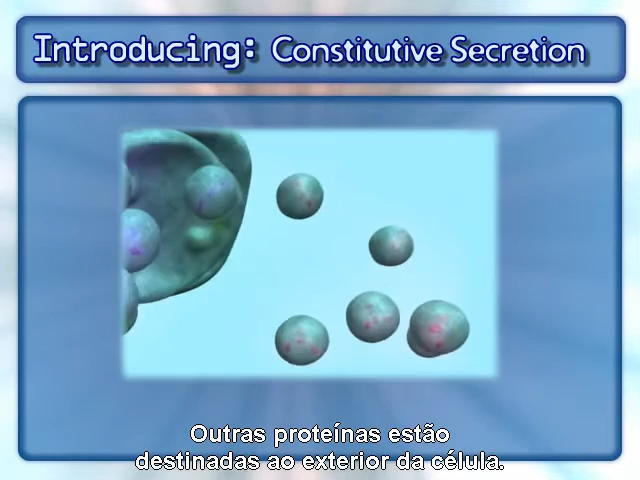 Introducing: Constitutive Secretion
Outras proteínas estão
destinadas ao exterior da célula.